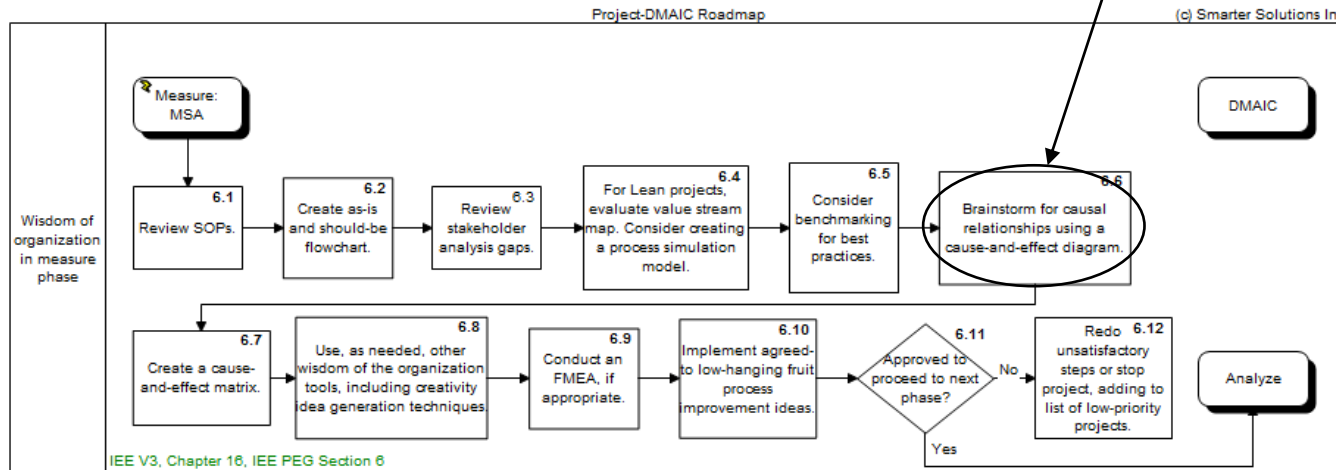 Project-DMAIC Roadmap
(c) Smarter Solutions In
Wisdom of
organization
in measure
phase
Measure:
MSA
DMAIC
6.1
Review SOPs.
6.2
Create as-is
and should-be
flowchart.
6.3
Review
stakeholder
analysis gaps.
6.4
For Lean projects,
evaluate value stream
map. Consider creating
a process simulation
model.
6.5
Consider
benchmarking
for best
practices.
6.6
Brainstorm for causal
relationships using a
cause-and-effect diagram.
6.7
Create a cause-
and-effect matrix.
6.8
Use, as needed, other
wisdom of the organization
tools, including creativity
idea generation techniques.
6.9
Conduct an
FMEA, if
appropriate.
6.10
Implement agreed-
to low-hanging fruit
process
improvement ideas.
6.11
Approved to
proceed to next
phase?
No
Yes
Redo 6.12
unsatisfactory
steps or stop
project, adding to
list of low-priority
projects.
Analyze
IEE V3, Chapter 16, IEE PEG Section 6